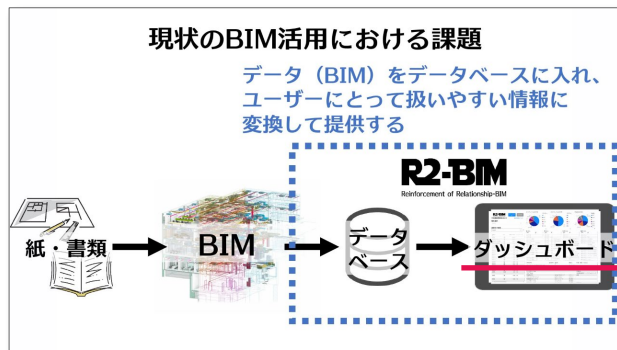 現状のBIM活用における課題
データ（BIM）をデータベースに入れ、
ユーザーにとって扱いやすい情報に
変換して提供する
R2-BIM
Reinforcement of Relationship-BIM
紙・書類
BIM
データ
ベース
R2-BIM
ダッシュボード